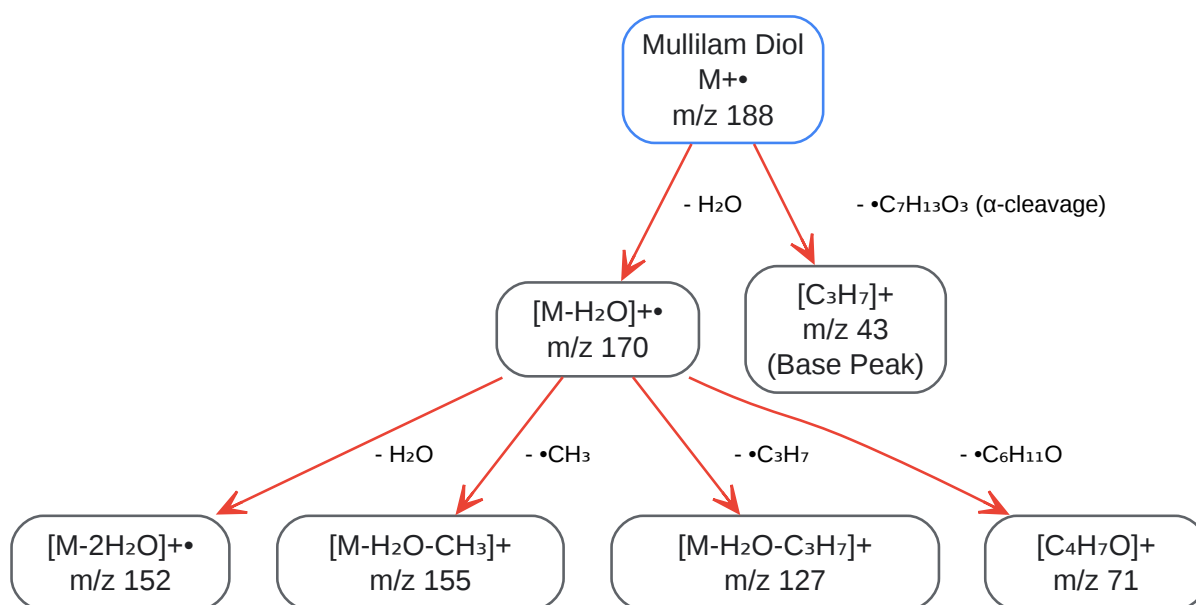 Mullilam Diol
M+•
m/z 188
- H₂O
- •C₇H₁₃O₃ (α-cleavage)
[M-H₂O]+•
m/z 170
[C₃H₇]+
m/z 43
(Base Peak)
- H₂O
- •CH₃
- •C₃H₇
- •C₆H₁₁O
[M-2H₂O]+•
m/z 152
[M-H₂O-CH₃]+
m/z 155
[M-H₂O-C₃H₇]+
m/z 127
[C₄H₇O]+
m/z 71